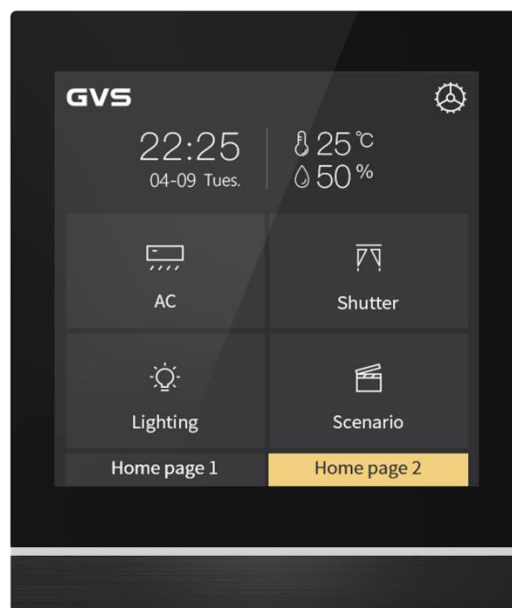 GVS
22:25
04-09 Tues.
25°C
50%
AC
Shutter
Lighting
Scenario
Home page 1
Home page 2